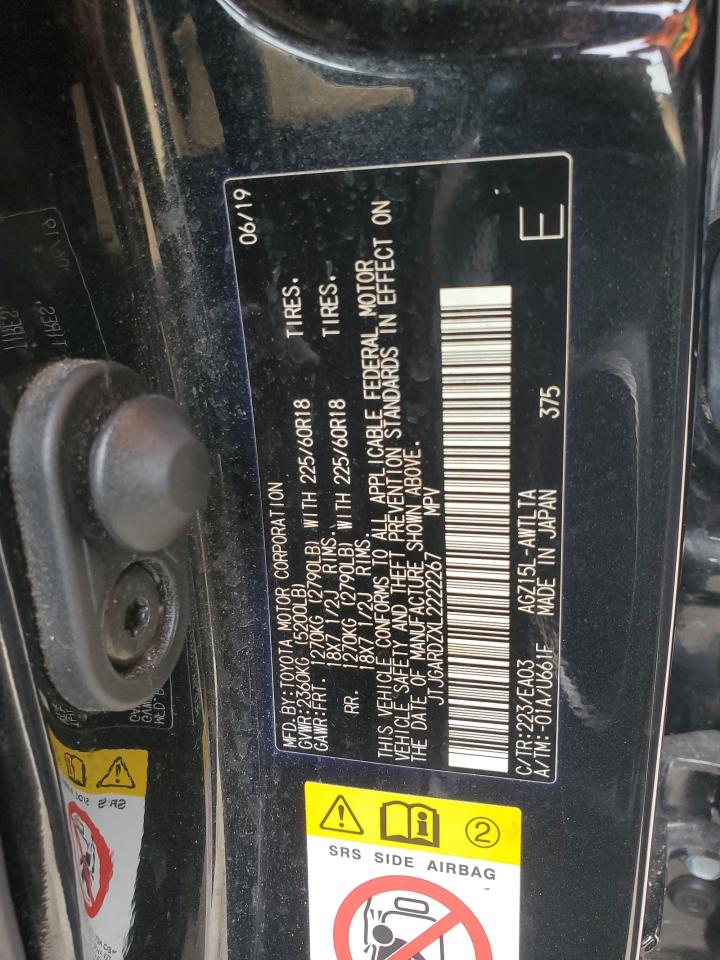 MFD. BY:TOYOTA MOTOR CORPORATION 06/19
GVWR:2360KG (5200LB)
GAWR:FRT. 1270KG (2790LB) WITH 225/60R18 TIRES.
18X7 1/2J RIMS.
RR. 1270KG (2790LB) WITH 225/60R18 TIRES.
18X7 1/2J RIMS.
THIS VEHICLE CONFORMS TO ALL APPLICABLE FEDERAL MOTOR
VEHICLE SAFETY AND THEFT PREVENTION STANDARDS IN EFFECT ON
THE DATE OF MANUFACTURE SHOWN ABOVE.
JTJGARDZXL2222267 MPV
C/TR:223/EA03 AGZ15L-AWTLTA
A/TM:-01A/U661F MADE IN JAPAN 375 E
2
SRS SIDE AIRBAG